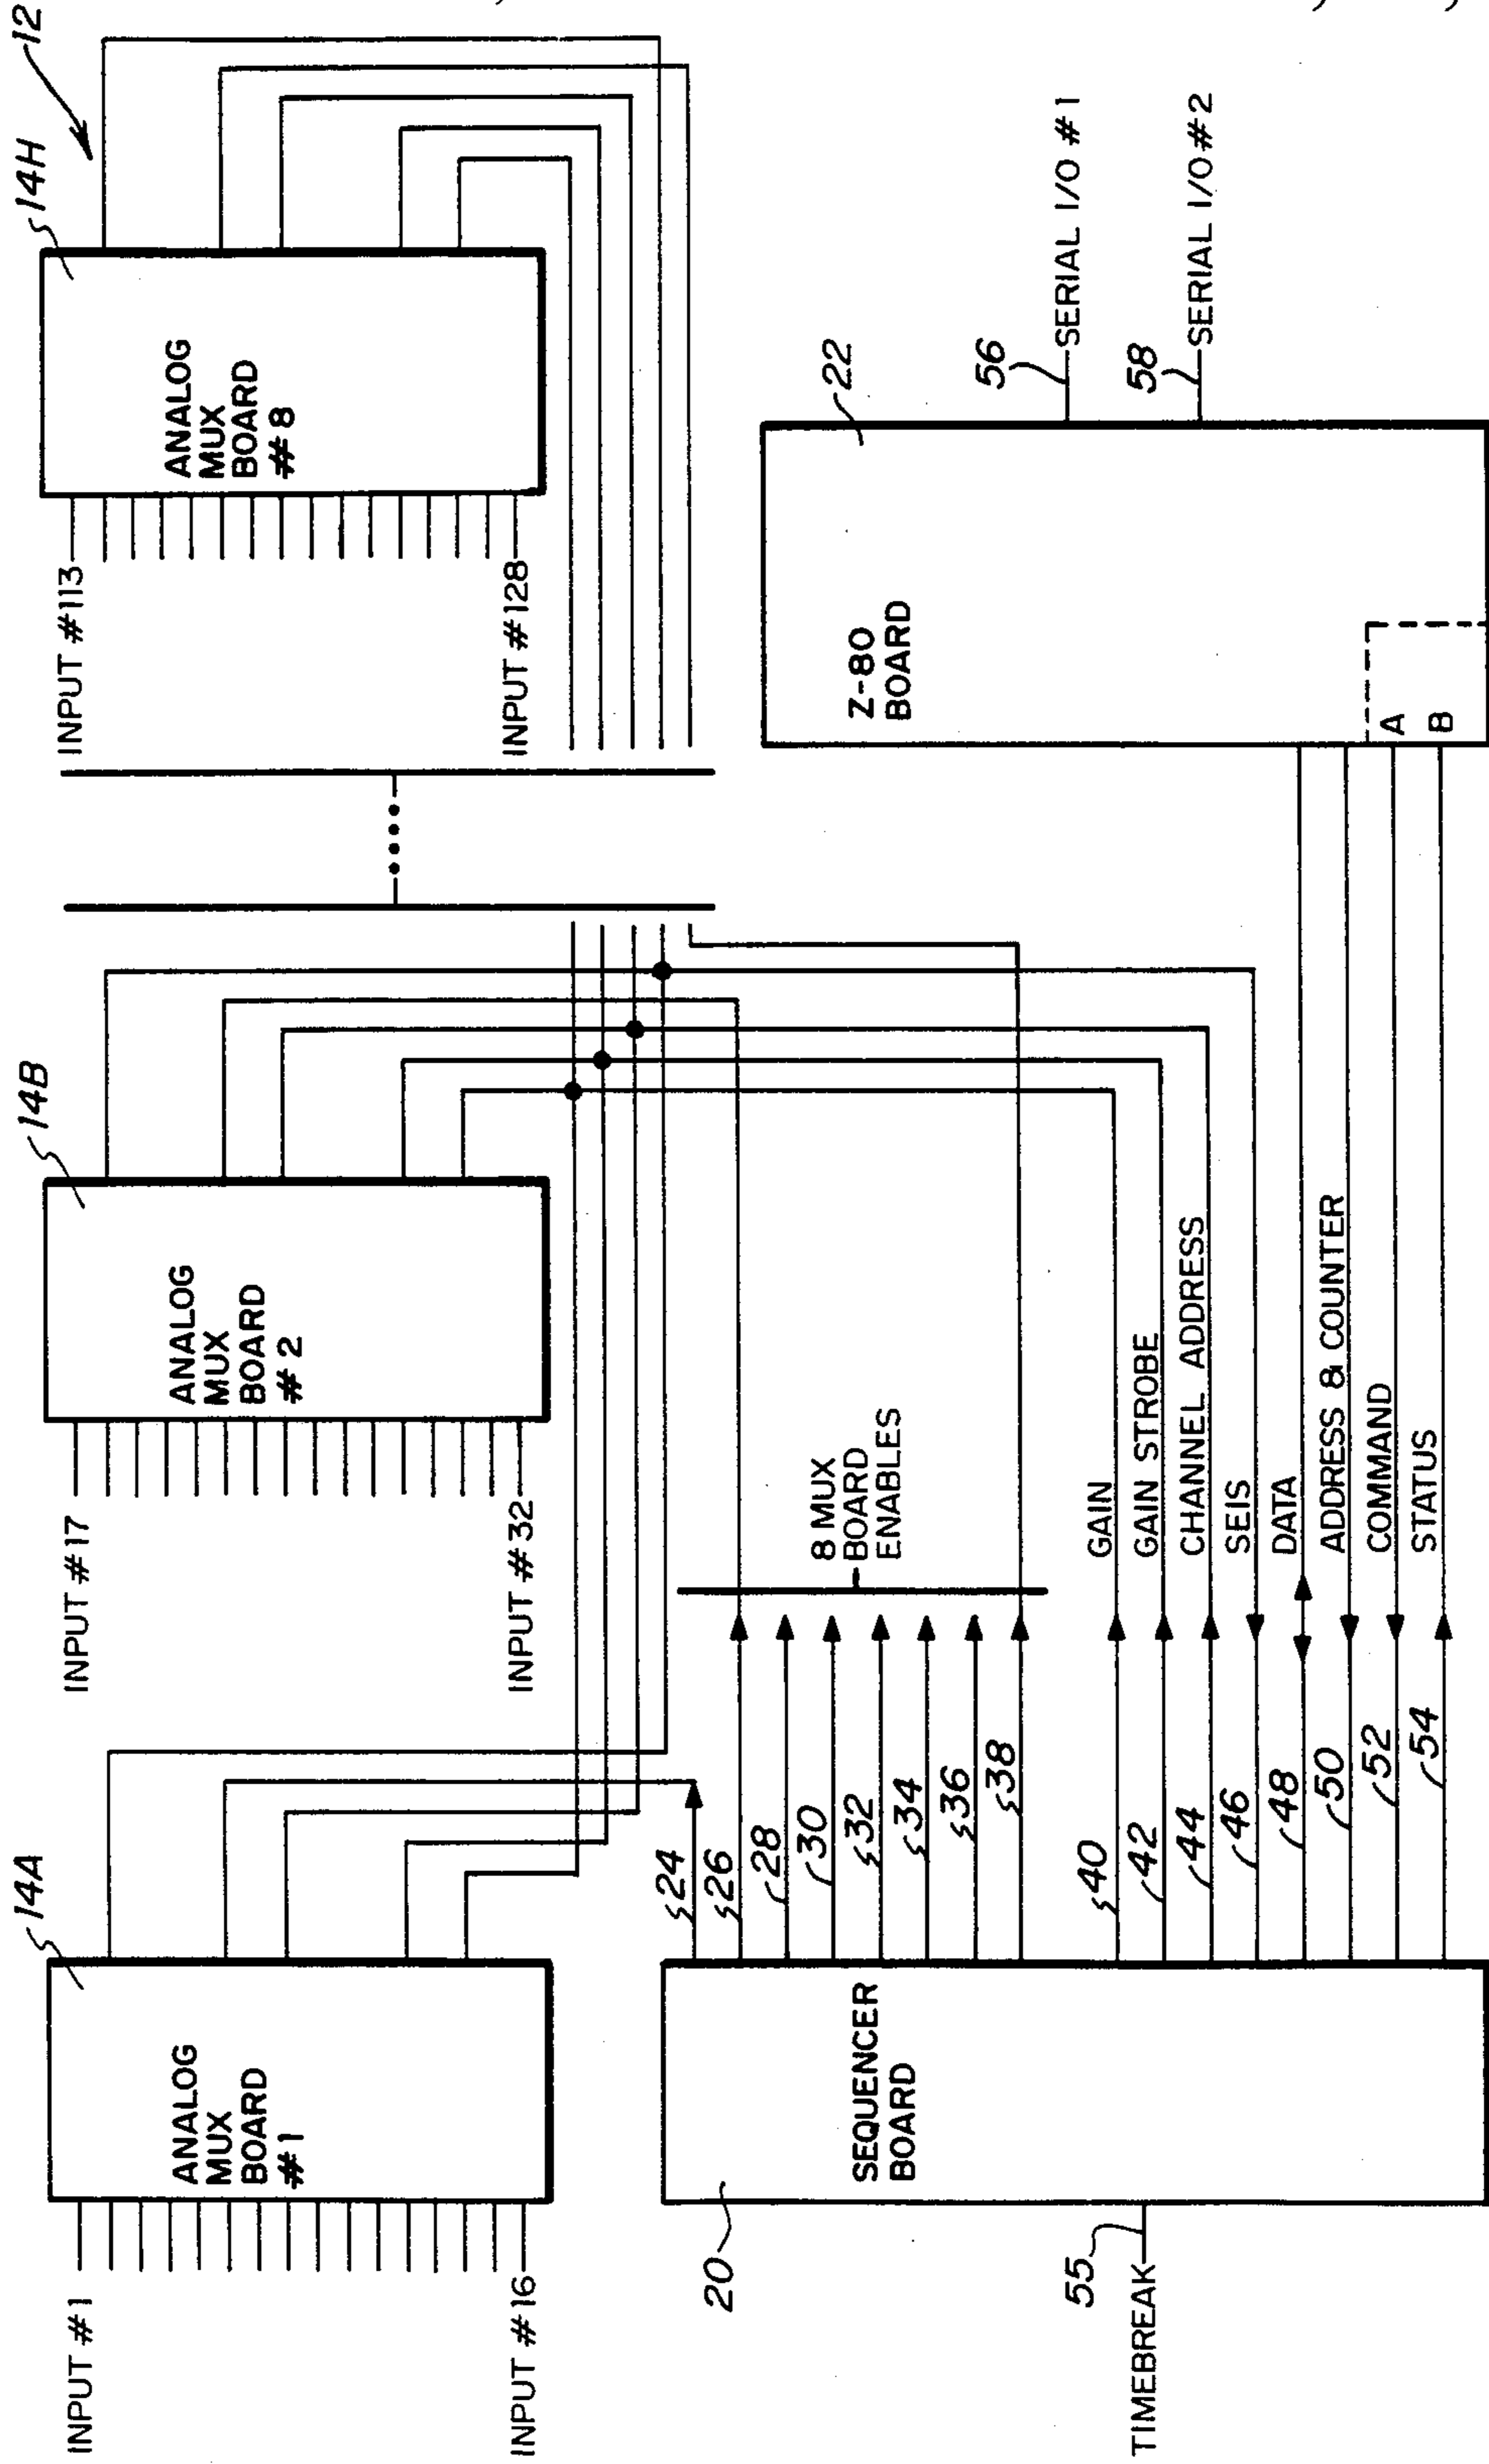 12
14A
14B
14H
INPUT #1
ANALOG
MUX
BOARD
#1
INPUT #16
INPUT #17
ANALOG
MUX
BOARD
#2
INPUT #32
INPUT #113
ANALOG
MUX
BOARD
#8
INPUT #128
20
SEQUENCER
BOARD
55
TIMEBREAK
24
26
28
30
32
34
36
38
8 MUX
BOARD
ENABLES
40
GAIN
42
GAIN STROBE
44
CHANNEL ADDRESS
46
SEIS
48
DATA
50
ADDRESS & COUNTER
52
COMMAND
54
STATUS
22
Z-80
BOARD
A
B
56
SERIAL I/O #1
58
SERIAL I/O #2